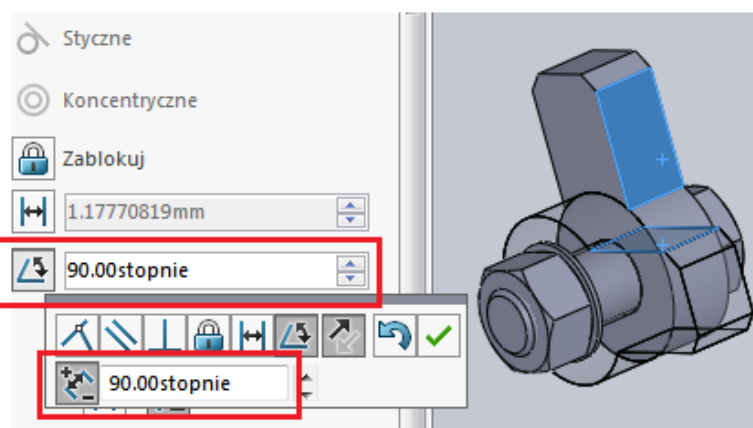 Styczne
Koncentryczne
Zablokuj
1.17770819mm
90.00stopnie
90.00stopnie